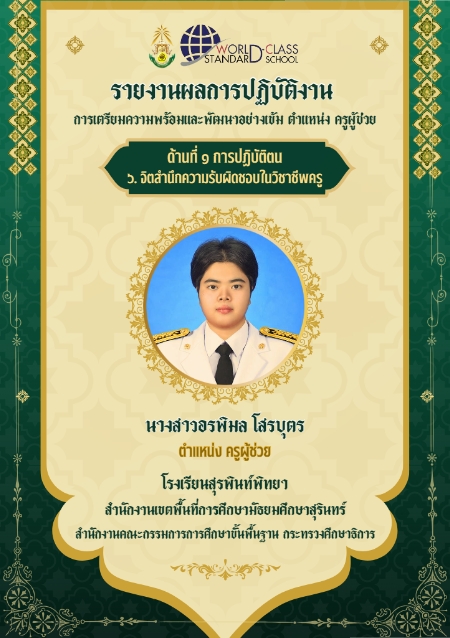 WORLD-CLASS
STANDARD SCHOOL
รายงานผลการปฏิบัติงาน
การเตรียมความพร้อมและพัฒนาอย่างเข้ม ตำแหน่ง ครูผู้ช่วย
ด้านที่ ๑ การปฏิบัติตน
๖. จิตสำนึกความรับผิดชอบในวิชาชีพครู
นางสาวอรพิมล โสรบุตร
ตำแหน่ง ครูผู้ช่วย
โรงเรียนสุรพินท์พิทยา
สำนักงานเขตพื้นที่การศึกษามัธยมศึกษาสุรินทร์
สำนักงานคณะกรรมการการศึกษาขั้นพื้นฐาน กระทรวงศึกษาธิการ